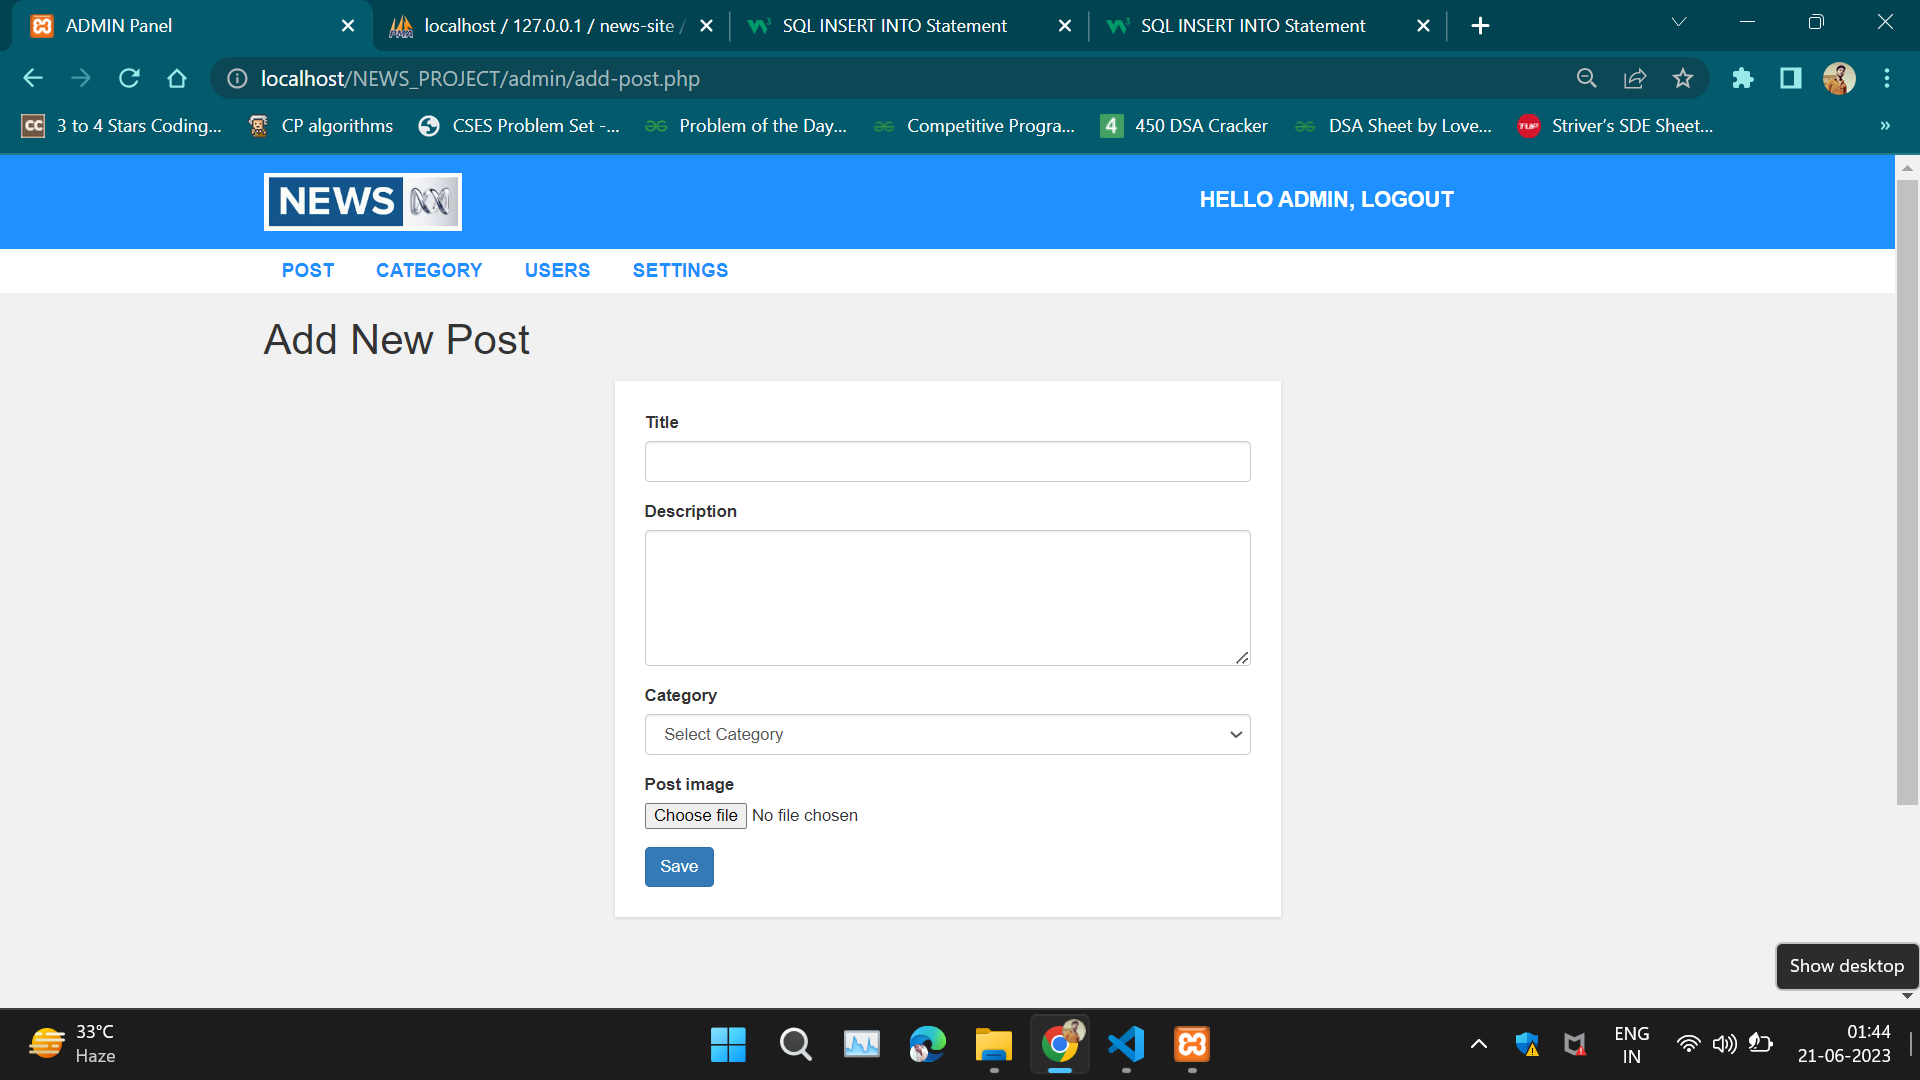 ADMIN Panel
localhost / 127.0.0.1 / news-site /
SQL INSERT INTO Statement
SQL INSERT INTO Statement
localhost/NEWS_PROJECT/admin/add-post.php
CC
3 to 4 Stars Coding...
CP algorithms
CSES Problem Set -...
Problem of the Day...
Competitive Progra...
4
450 DSA Cracker
DSA Sheet by Love...
TUF
Striver's SDE Sheet...
»
NEWS
HELLO ADMIN, LOGOUT
POST
CATEGORY
USERS
SETTINGS
Add New Post
Title
Description
Category
Select Category
Post image
Choose file
No file chosen
Save
Show desktop
33°C
Haze
ENG
IN
01:44
21-06-2023